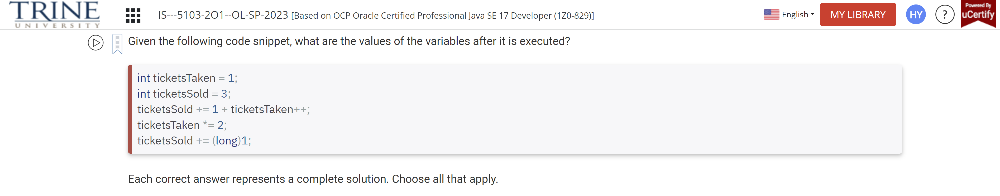 TRINE
UNIVERSITY
IS---5103-2O1--OL-SP-2023 [Based on OCP Oracle Certified Professional Java SE 17 Developer (1Z0-829)]
English
MY LIBRARY
HY
?
Powered By
uCertify
Given the following code snippet, what are the values of the variables after it is executed?
int ticketsTaken = 1;
int ticketsSold = 3;
ticketsSold += 1 + ticketsTaken++;
ticketsTaken *= 2;
ticketsSold += (long)1;
Each correct answer represents a complete solution. Choose all that apply.